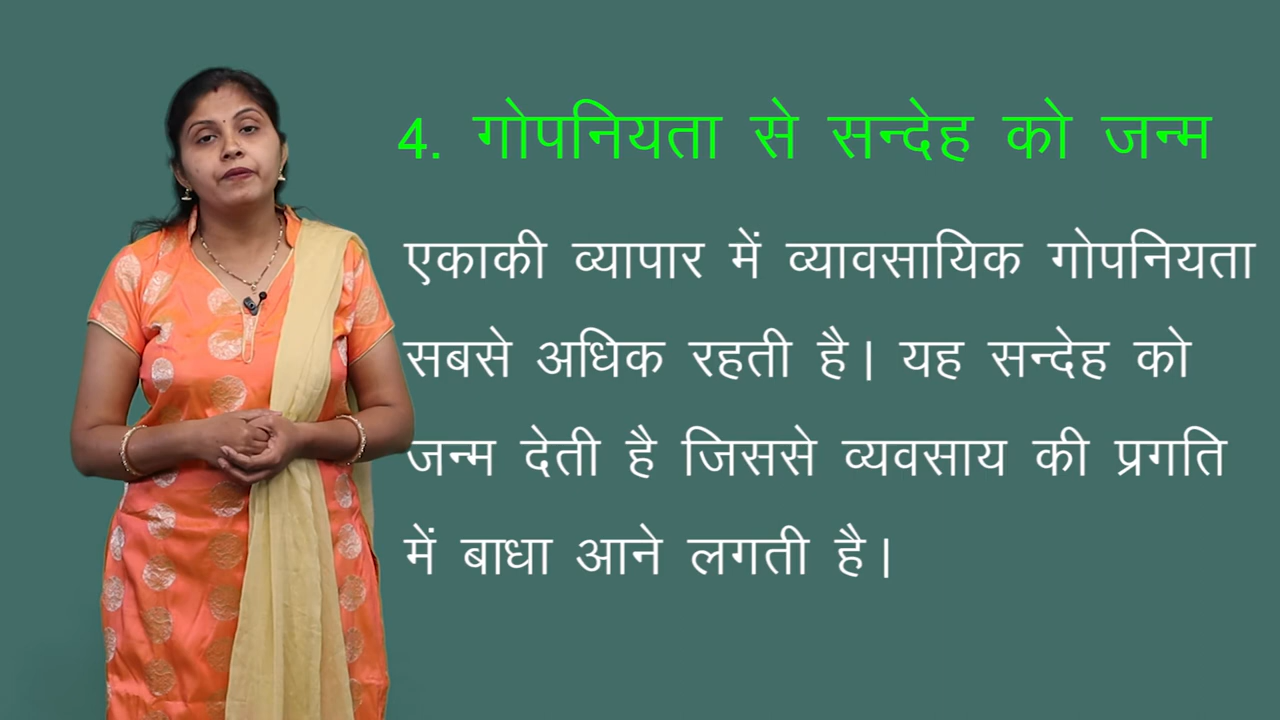 4. गोपनियता से सन्देह को जन्म
एकाकी व्यापार में व्यावसायिक गोपनियता
सबसे अधिक रहती है। यह सन्देह को
जन्म देती है जिससे व्यवसाय की प्रगति
में बाधा आने लगती है।